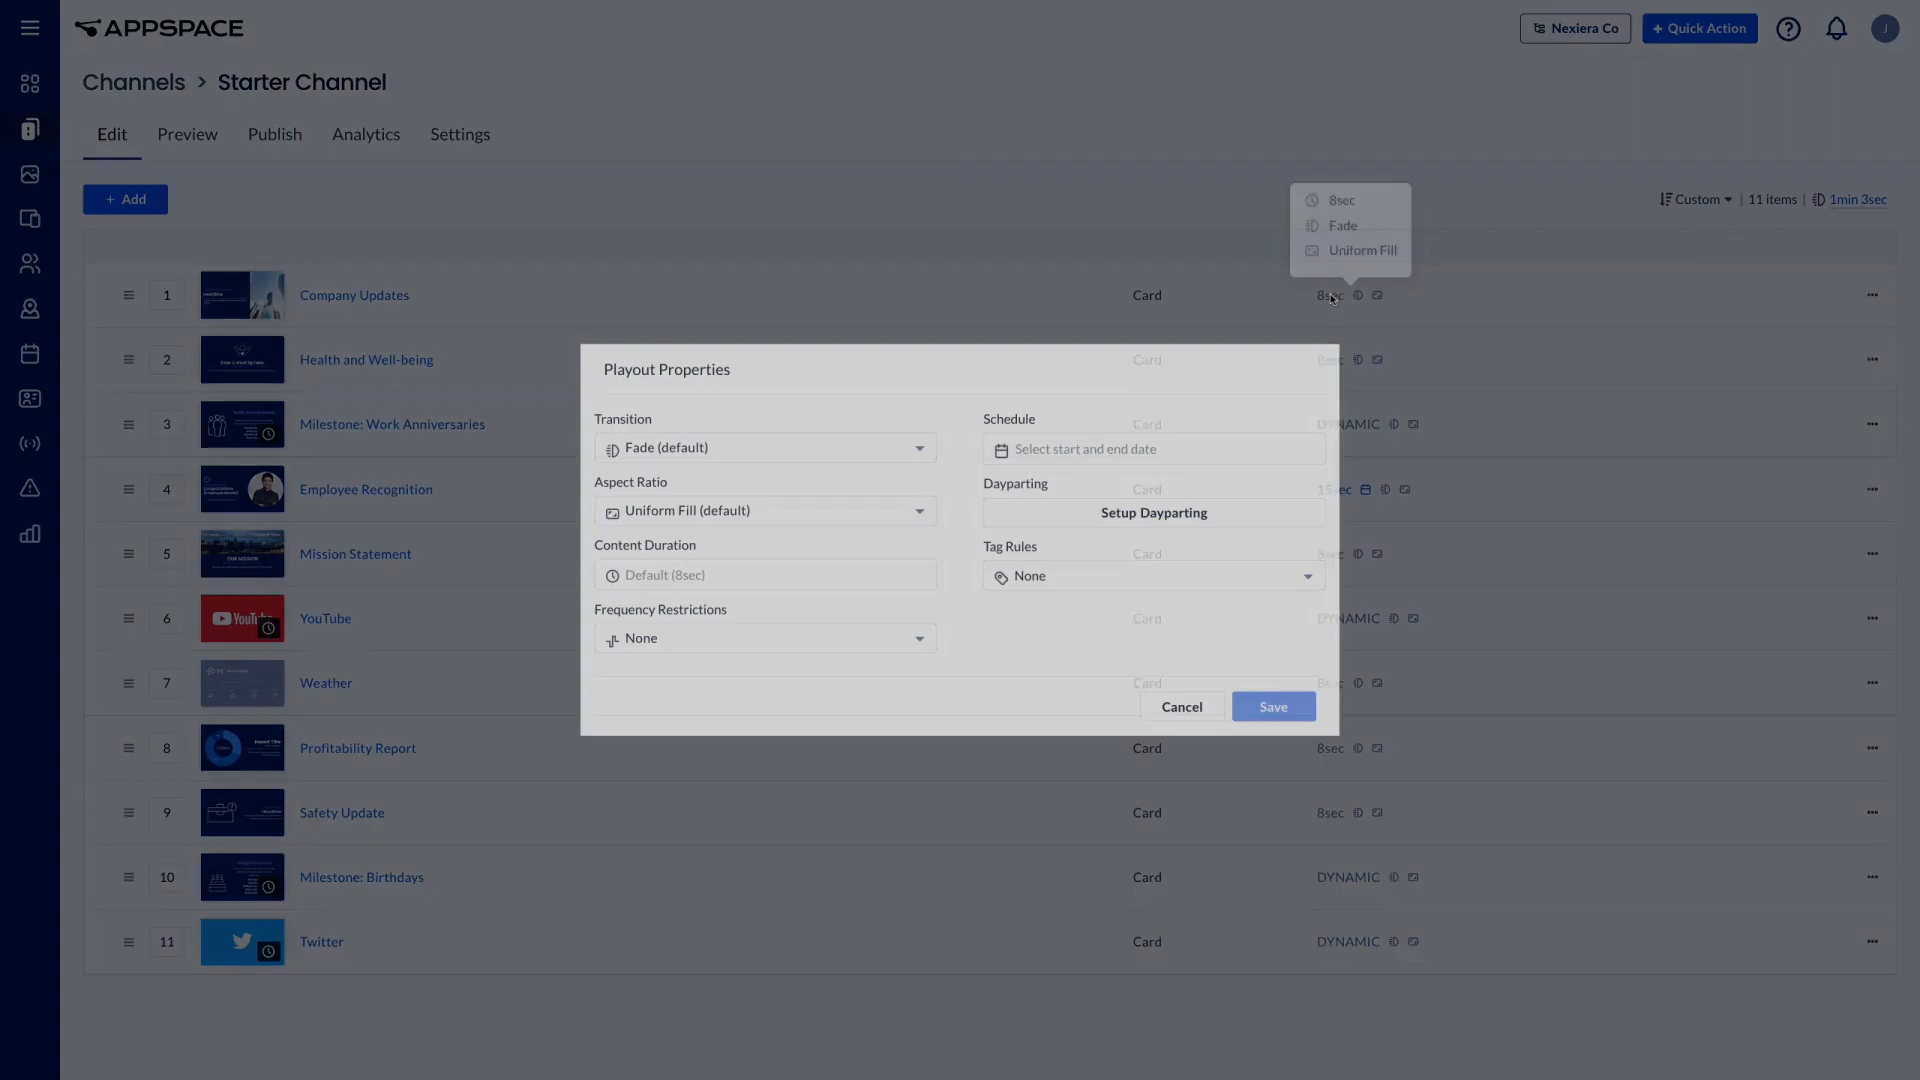 APPSPACE
Nexiera Co
+ Quick Action
J
Channels > Starter Channel
Edit Preview Publish Analytics Settings
+ Add
Custom | 11 items | 1min 3sec
8sec
Fade
Uniform Fill
1 Company Updates Card 8sec
2 Health and Well-being Card 8sec
3 Milestone: Work Anniversaries Card DYNAMIC
4 Employee Recognition Card 15sec
5 Mission Statement Card 8sec
6 YouTube Card DYNAMIC
7 Weather Card 8sec
8 Profitability Report Card 8sec
9 Safety Update Card 8sec
10 Milestone: Birthdays Card DYNAMIC
11 Twitter Card DYNAMIC
OUR MISSION
Playout Properties
Transition
Fade (default)
Aspect Ratio
Uniform Fill (default)
Content Duration
Default (8sec)
Frequency Restrictions
None
Schedule
Select start and end date
Dayparting
Setup Dayparting
Tag Rules
None
Cancel Save